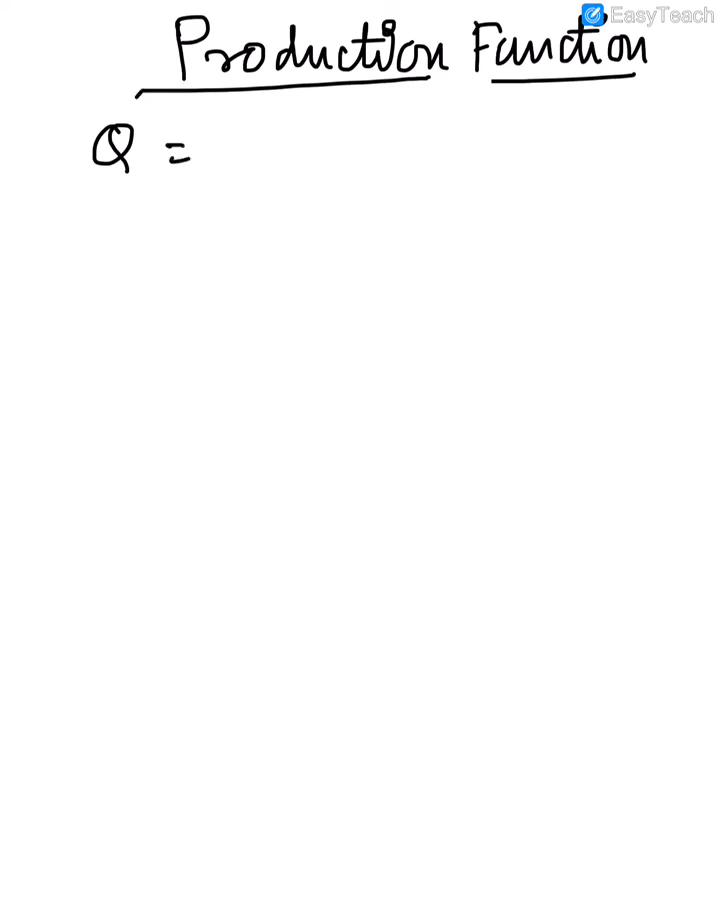 EasyTeach
Production Function
Q =